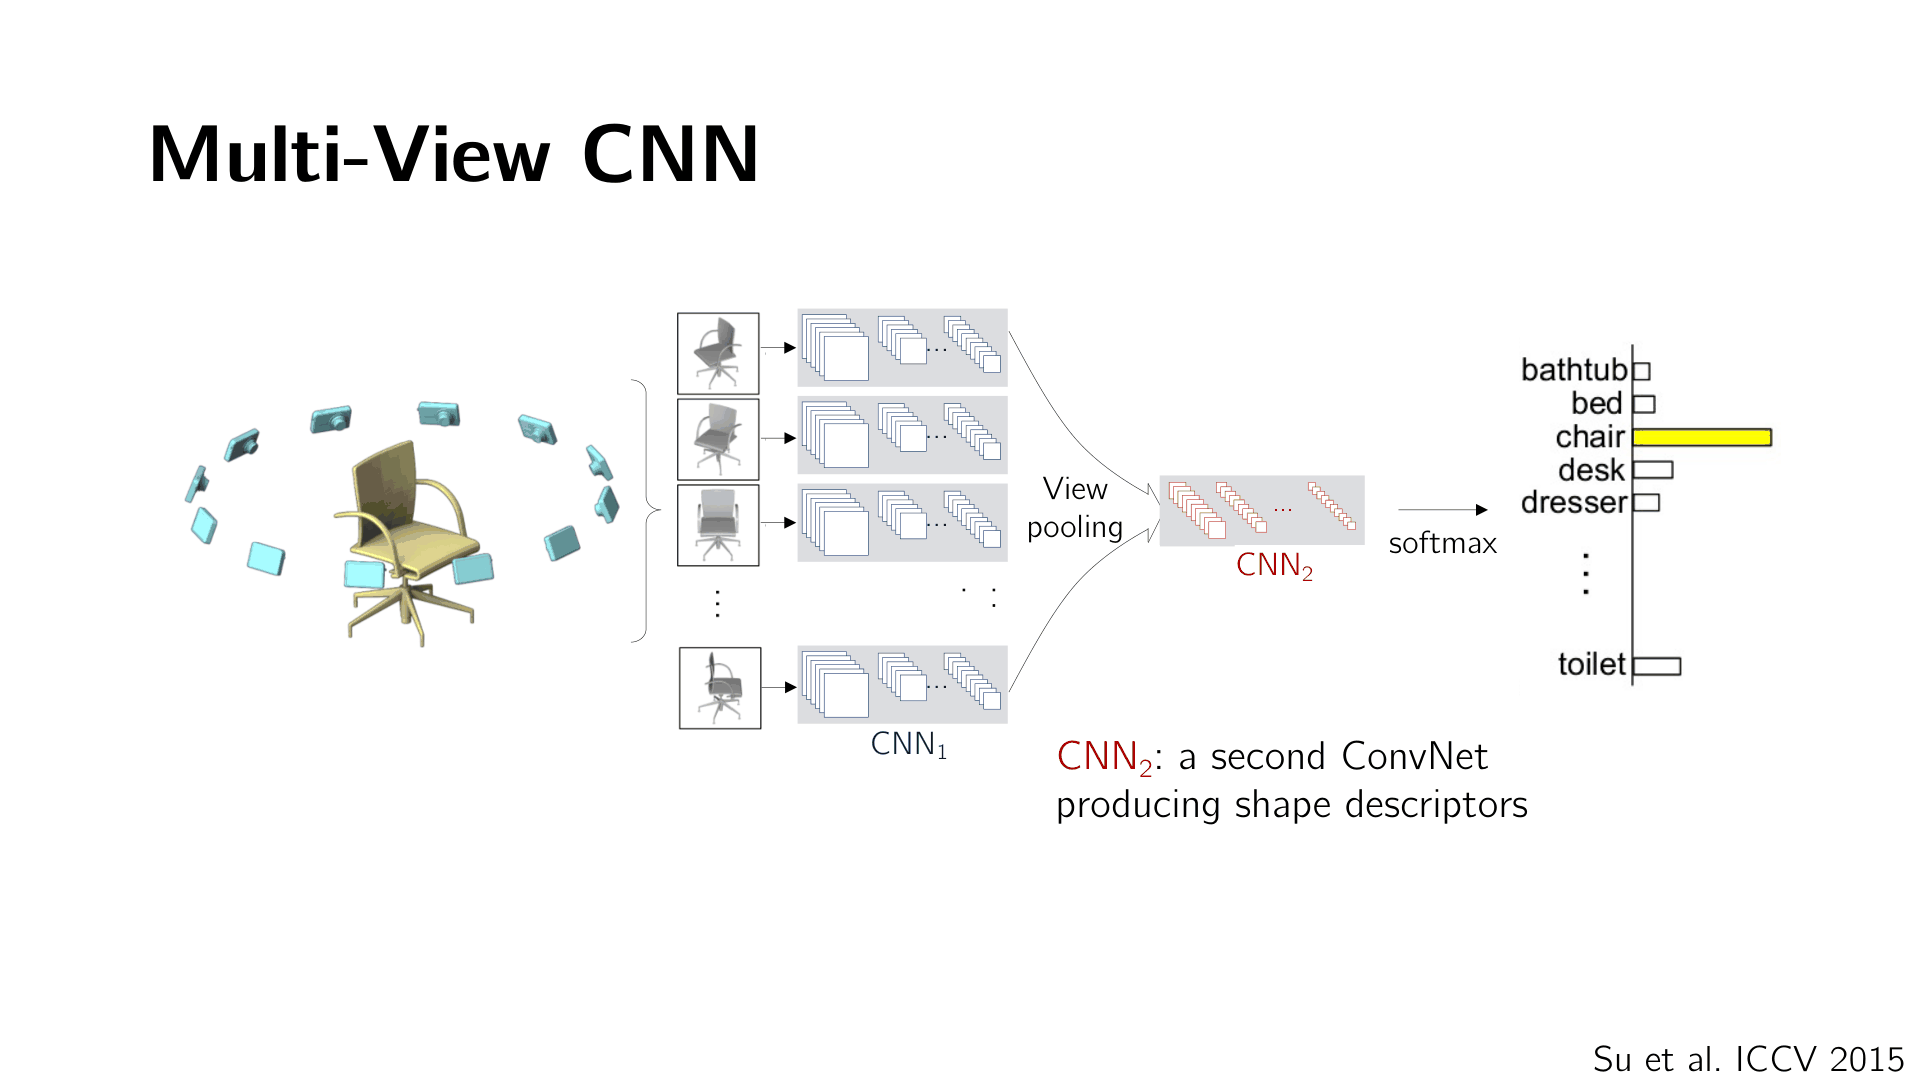 Multi-View CNN
View
pooling
CNN₁
CNN₂
softmax
bathtub
bed
chair
desk
dresser
toilet
CNN₂: a second ConvNet
producing shape descriptors
Su et al. ICCV 2015